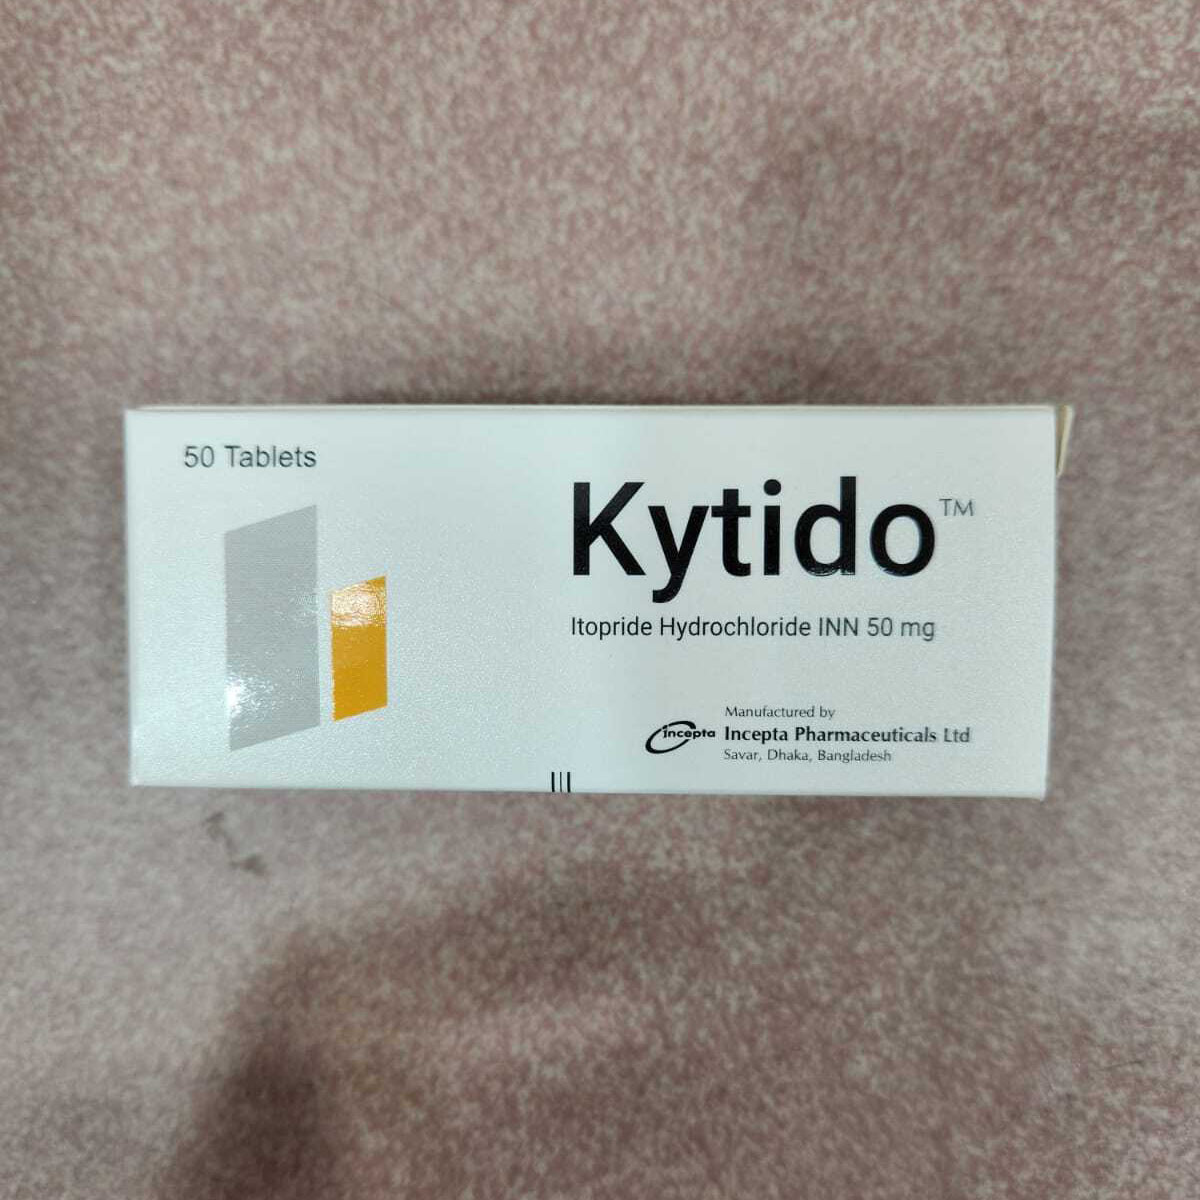 50 Tablets
Kytido™
Itopride Hydrochloride INN 50 mg
Manufactured by
incepta Incepta Pharmaceuticals Ltd
Savar, Dhaka, Bangladesh